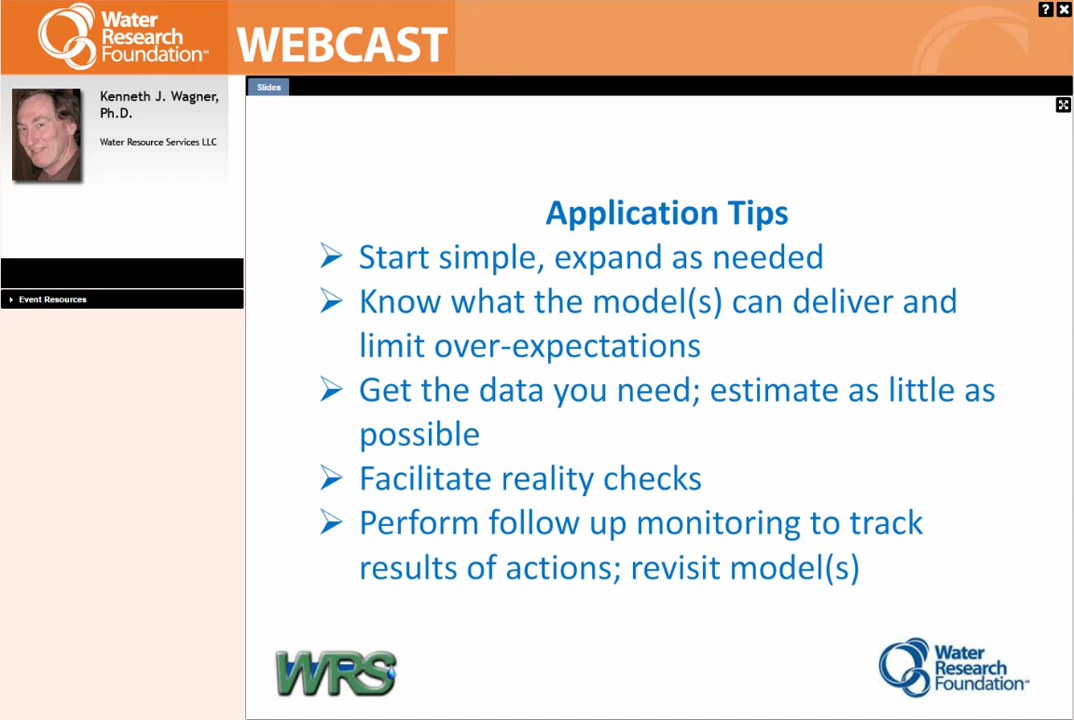 Water
Research
Foundation™
WEBCAST
Kenneth J. Wagner,
Ph.D.
Water Resource Services LLC
Event Resources
Slides
Application Tips
Start simple, expand as needed
Know what the model(s) can deliver and
limit over-expectations
Get the data you need; estimate as little as
possible
Facilitate reality checks
Perform follow up monitoring to track
results of actions; revisit model(s)
WRS
Water
Research
Foundation™